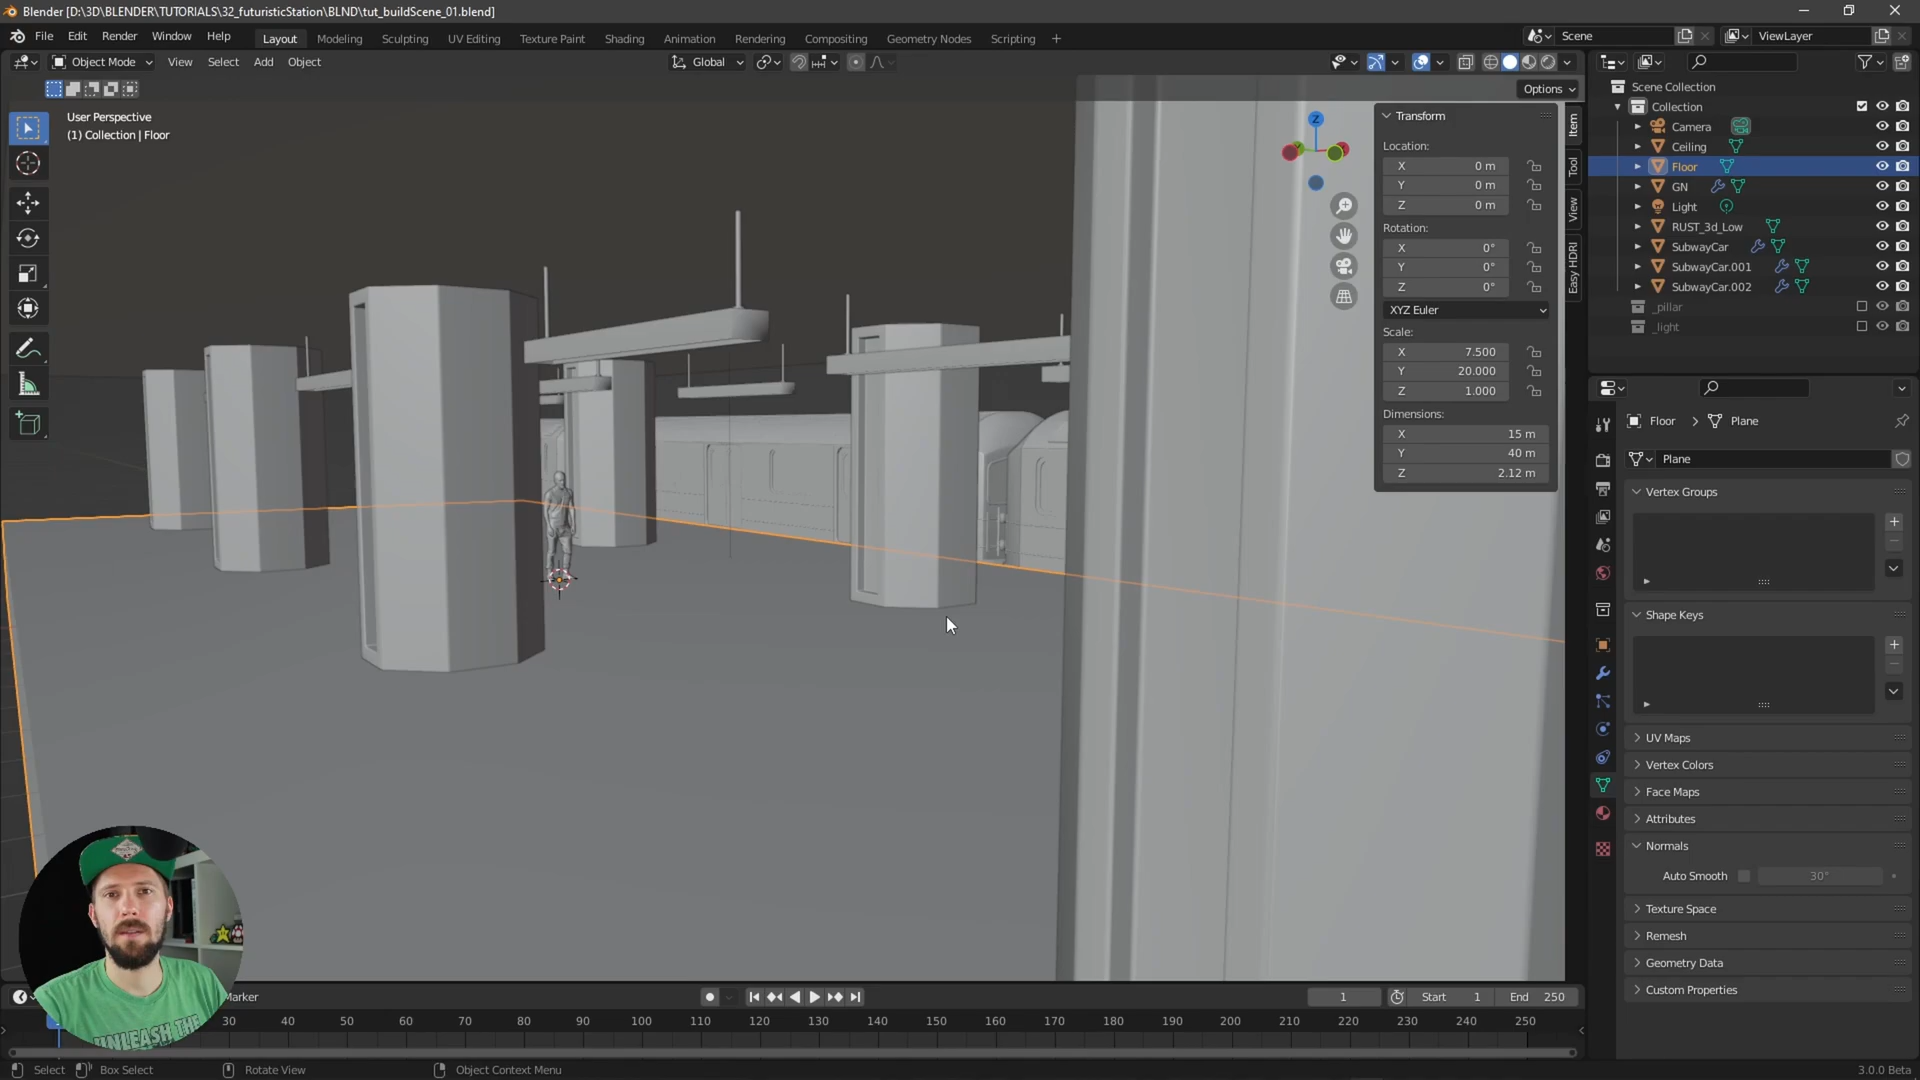 Blender [D:\3D\BLENDER\TUTORIALS\32_futuristicStation\BLND\tut_buildScene_01.blend]
File Edit Render Window Help Layout Modeling Sculpting UV Editing Texture Paint Shading Animation Rendering Compositing Geometry Nodes Scripting + Scene ViewLayer
Object Mode View Select Add Object Global
Options
User Perspective
(1) Collection | Floor
Transform
Location:
X 0 m
Y 0 m
Z 0 m
Rotation:
X 0°
Y 0°
Z 0°
XYZ Euler
Scale:
X 7.500
Y 20.000
Z 1.000
Dimensions:
X 15 m
Y 40 m
Z 2.12 m
Z
Item
Tool
View
Easy HDRI
Scene Collection
Collection
Camera
Ceiling
Floor
GN
Light
RUST_3d_Low
SubwayCar
SubwayCar.001
SubwayCar.002
_pillar
_light
Floor > Plane
Plane
Vertex Groups
Shape Keys
UV Maps
Vertex Colors
Face Maps
Attributes
Normals
Auto Smooth 30°
Texture Space
Remesh
Geometry Data
Custom Properties
UNLEASH THE
Marker 1 Start 1 End 250
30 40 50 60 70 80 90 100 110 120 130 140 150 160 170 180 190 200 210 220 230 240 250
Select Box Select Rotate View Object Context Menu 3.0.0 Beta